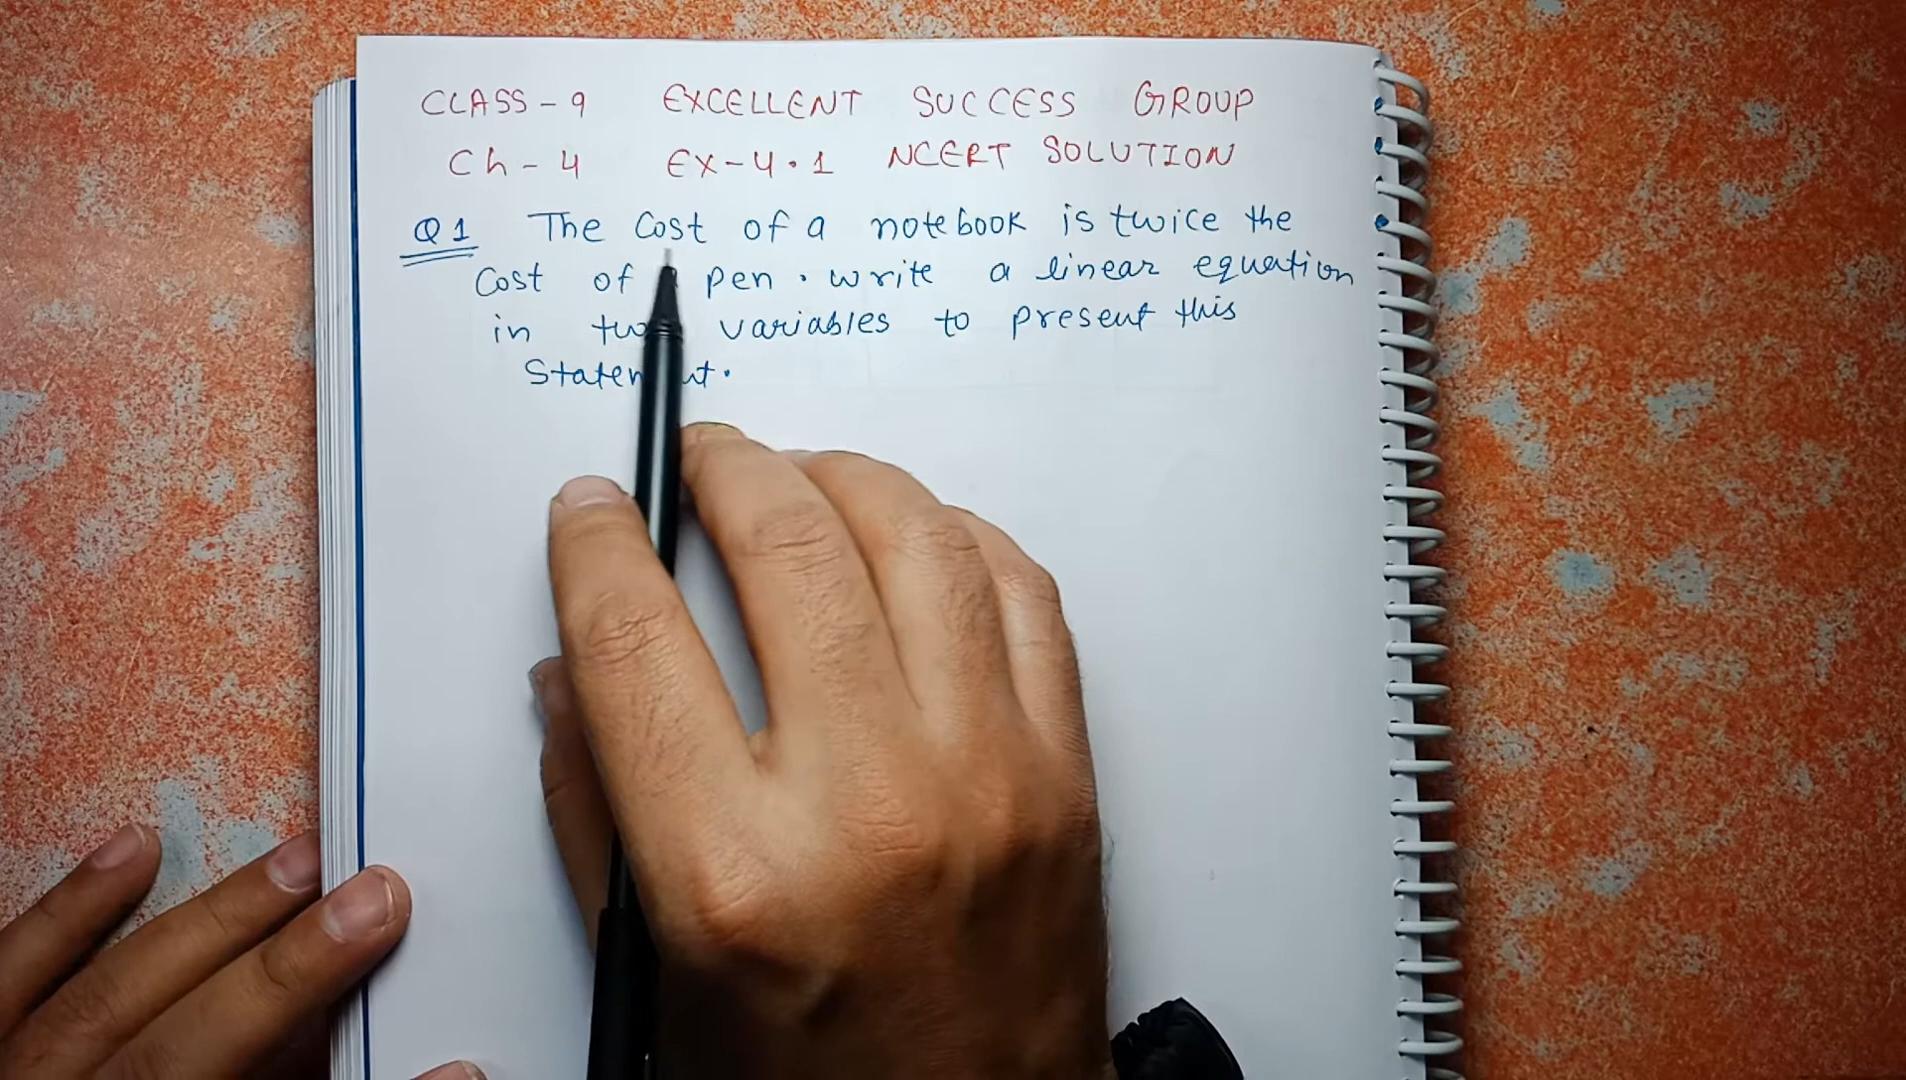 CLASS - 9 EXCELLENT SUCCESS GROUP
Ch - 4 EX - 4.1 NCERT SOLUTION
Q1 The Cost of a notebook is twice the
Cost of pen. write a linear equation
in variables to present this